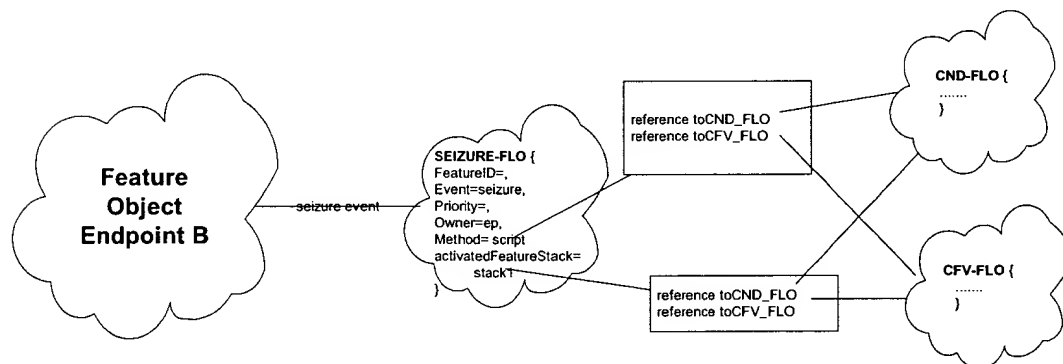 Feature
Object
Endpoint B
seizure event
SEIZURE-FLO {
FeatureID=,
Event=seizure,
Priority=,
Owner=ep,
Method= script
activatedFeatureStack=
stack1
}
reference toCND_FLO
reference toCFV_FLO
reference toCND_FLO
reference toCFV_FLO
CND-FLO {
.......
}
CFV-FLO {
.......
}